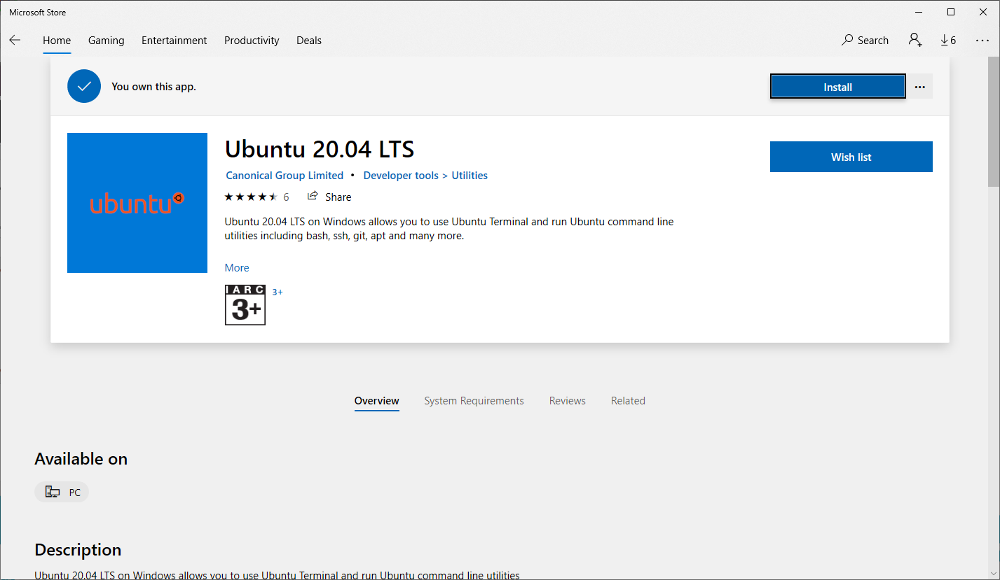 Microsoft Store
Home Gaming Entertainment Productivity Deals Search 6
You own this app. Install
ubuntu
Ubuntu 20.04 LTS
Wish list
Canonical Group Limited • Developer tools > Utilities
6 Share
Ubuntu 20.04 LTS on Windows allows you to use Ubuntu Terminal and run Ubuntu command line
utilities including bash, ssh, git, apt and many more.
More
IARC
3+
3+
Overview System Requirements Reviews Related
Available on
PC
Description
Ubuntu 20.04 LTS on Windows allows you to use Ubuntu Terminal and run Ubuntu command line utilities